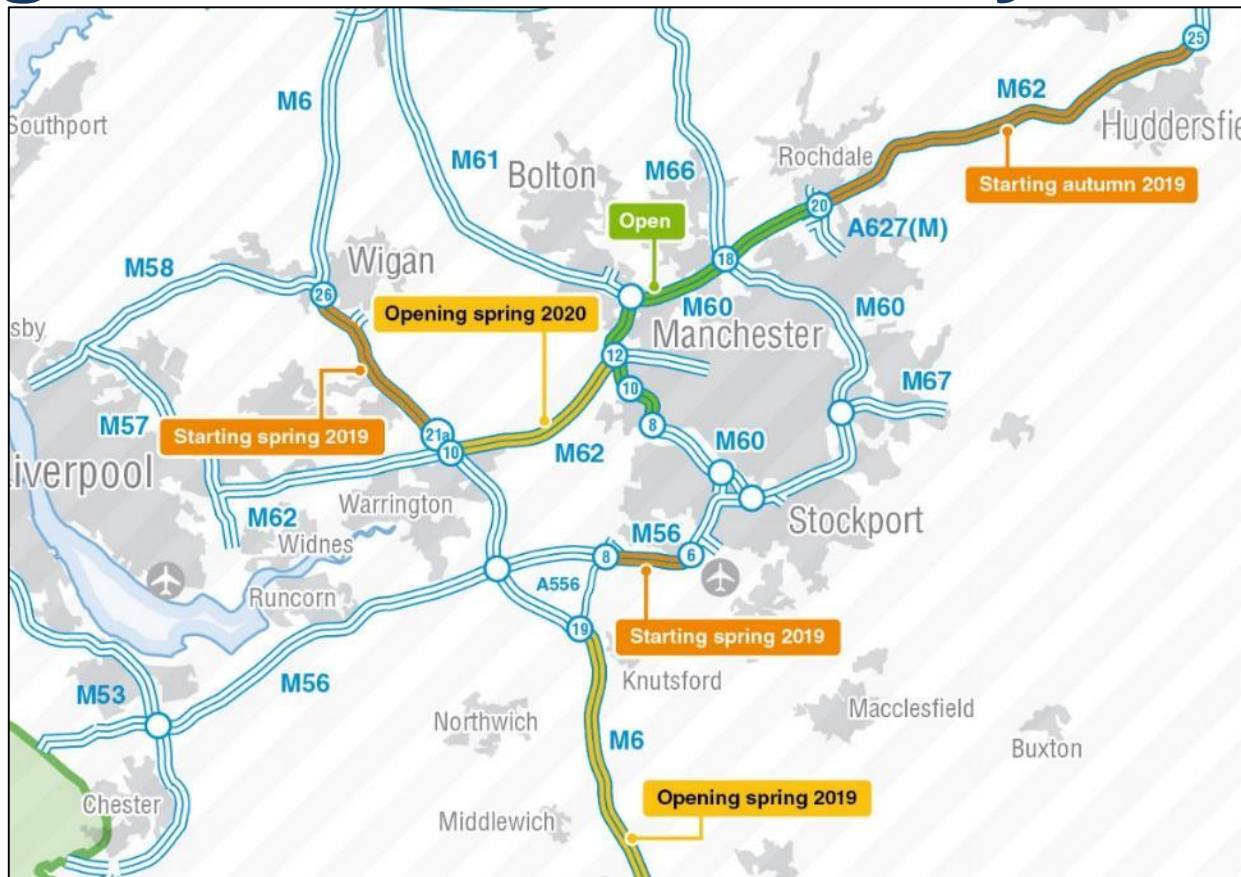 25
M62
M6
Southport
Huddersfie
Rochdale
M61
M66
Bolton
Starting autumn 2019
20
Open
A627(M)
Wigan
M58
18
26
M60
M60
Opening spring 2020
Manchester
sby
12
M67
10
M57
Starting spring 2019
21a
8
10
M60
M62
iverpool
Warrington
M62
Stockport
M56
Widnes
8
6
A556
Runcorn
19
Starting spring 2019
M56
Knutsford
M53
Macclesfield
Northwich
M6
Buxton
Chester
Opening spring 2019
Middlewich